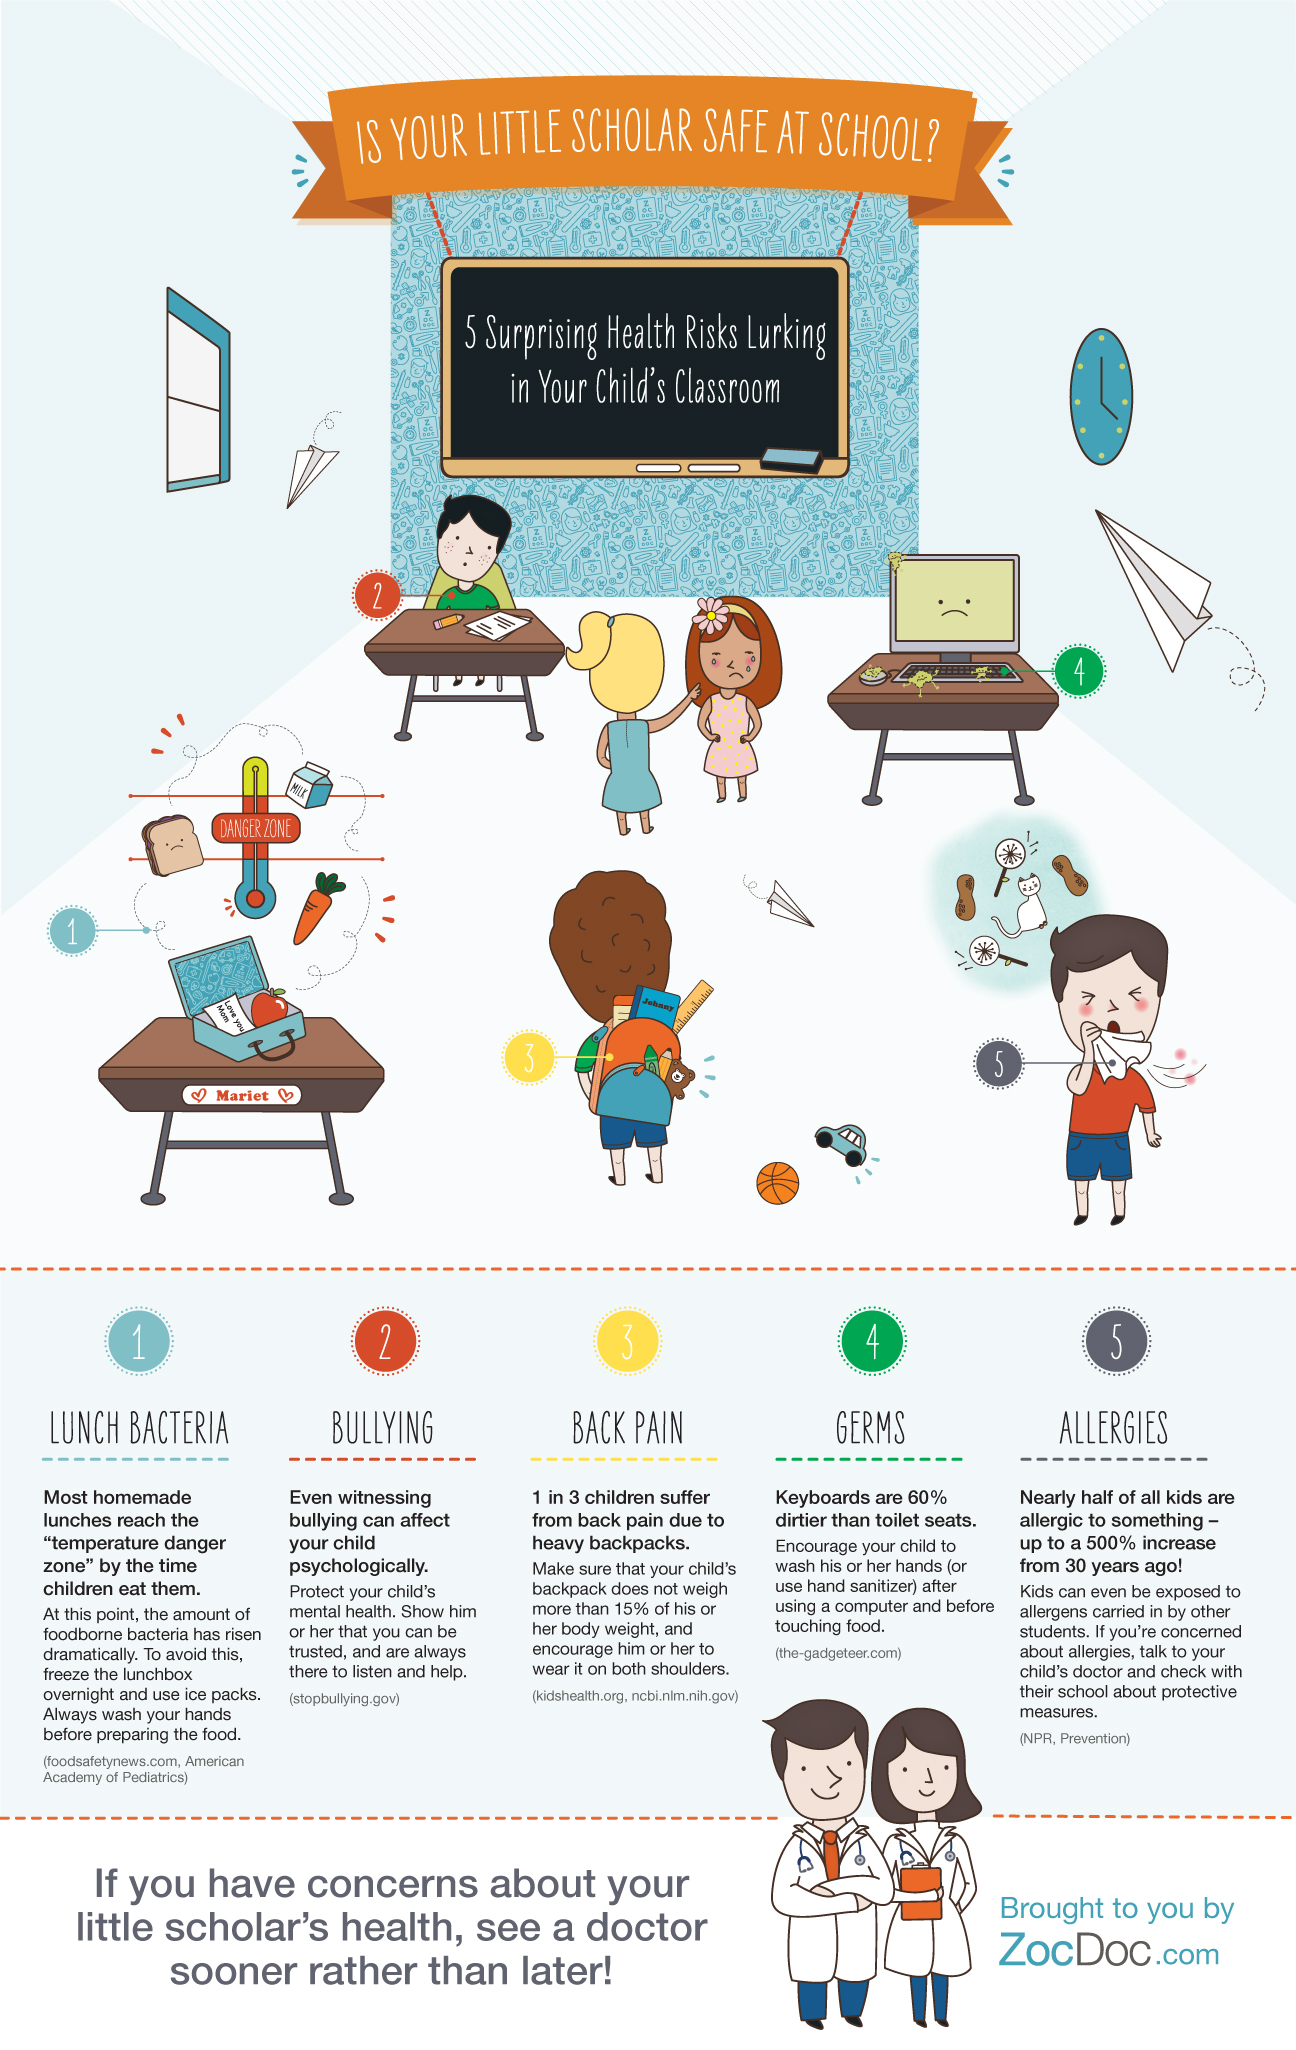 IS YOUR LITTLE SCHOLAR SAFE AT SCHOOL?
5 Surprising Health Risks Lurking
in Your Child's Classroom
2
4
MILK
DANGER ZONE
1
Love you
Mom
Mariet
Johnny
3
5
1
LUNCH BACTERIA
Most homemade
lunches reach the
“temperature danger
zone” by the time
children eat them.
At this point, the amount of
foodborne bacteria has risen
dramatically. To avoid this,
freeze the lunchbox
overnight and use ice packs.
Always wash your hands
before preparing the food.
(foodsafetynews.com, American
Academy of Pediatrics)
2
BULLYING
Even witnessing
bullying can affect
your child
psychologically.
Protect your child’s
mental health. Show him
or her that you can be
trusted, and are always
there to listen and help.
(stopbullying.gov)
3
BACK PAIN
1 in 3 children suffer
from back pain due to
heavy backpacks.
Make sure that your child’s
backpack does not weigh
more than 15% of his or
her body weight, and
encourage him or her to
wear it on both shoulders.
(kidshealth.org, ncbi.nlm.nih.gov)
4
GERMS
Keyboards are 60%
dirtier than toilet seats.
Encourage your child to
wash his or her hands (or
use hand sanitizer) after
using a computer and before
touching food.
(the-gadgeteer.com)
5
ALLERGIES
Nearly half of all kids are
allergic to something –
up to a 500% increase
from 30 years ago!
Kids can even be exposed to
allergens carried in by other
students. If you’re concerned
about allergies, talk to your
child’s doctor and check with
their school about protective
measures.
(NPR, Prevention)
If you have concerns about your
little scholar’s health, see a doctor
sooner rather than later!
Brought to you by
ZocDoc.com